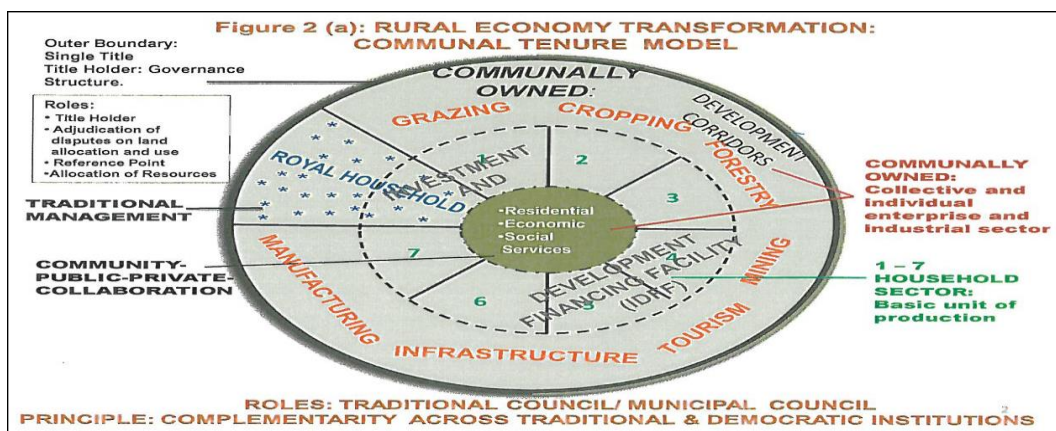 Figure 2 (a): RURAL ECONOMY TRANSFORMATION:
COMMUNAL TENURE MODEL
Outer Boundary:
Single Title
Title Holder: Governance
Structure.
Roles:
• Title Holder
• Adjudication of
disputes on land
allocation and use
• Reference Point
• Allocation of Resources
TRADITIONAL
MANAGEMENT
COMMUNITY-
PUBLIC-PRIVATE-
COLLABORATION
COMMUNALLY
OWNED:
GRAZING
CROPPING
FORESTRY
MINING
TOURISM
INFRASTRUCTURE
MANUFACTURING
ROYAL HOUSEHOLD
DEVELOPMENT
CORRIDORS
INVESTMENT
AND
DEVELOPMENT
FINANCING FACILITY
(IDFF)
1
2
3
4
5
6
7
•Residential
•Economic
•Social
Services
COMMUNALLY
OWNED:
Collective and
Individual
enterprise and
Industrial sector
1 – 7
HOUSEHOLD
SECTOR:
Basic unit of
production
ROLES: TRADITIONAL COUNCIL/ MUNICIPAL COUNCIL
2
PRINCIPLE: COMPLEMENTARITY ACROSS TRADITIONAL & DEMOCRATIC INSTITUTIONS